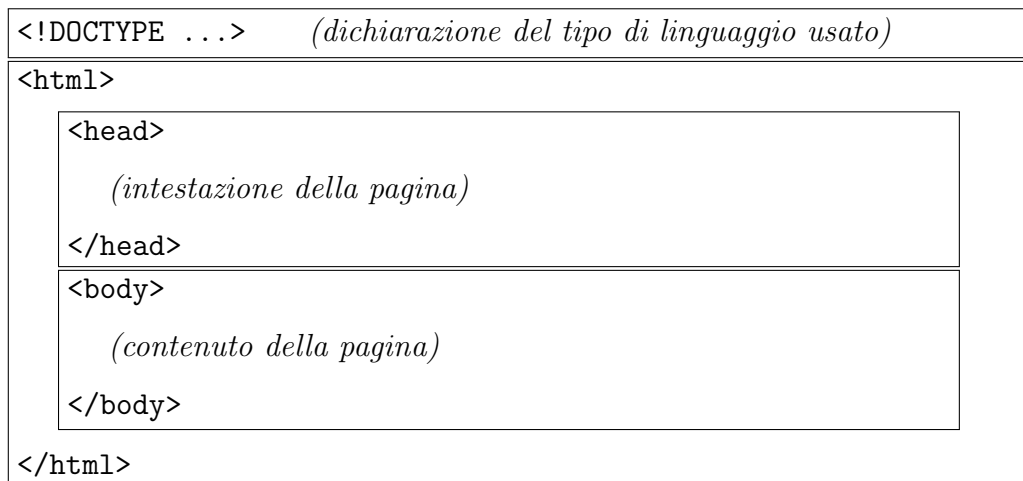 <!DOCTYPE ...> (dichiarazione del tipo di linguaggio usato)
<html>
<head>
(intestazione della pagina)
</head>
<body>
(contenuto della pagina)
</body>
</html>